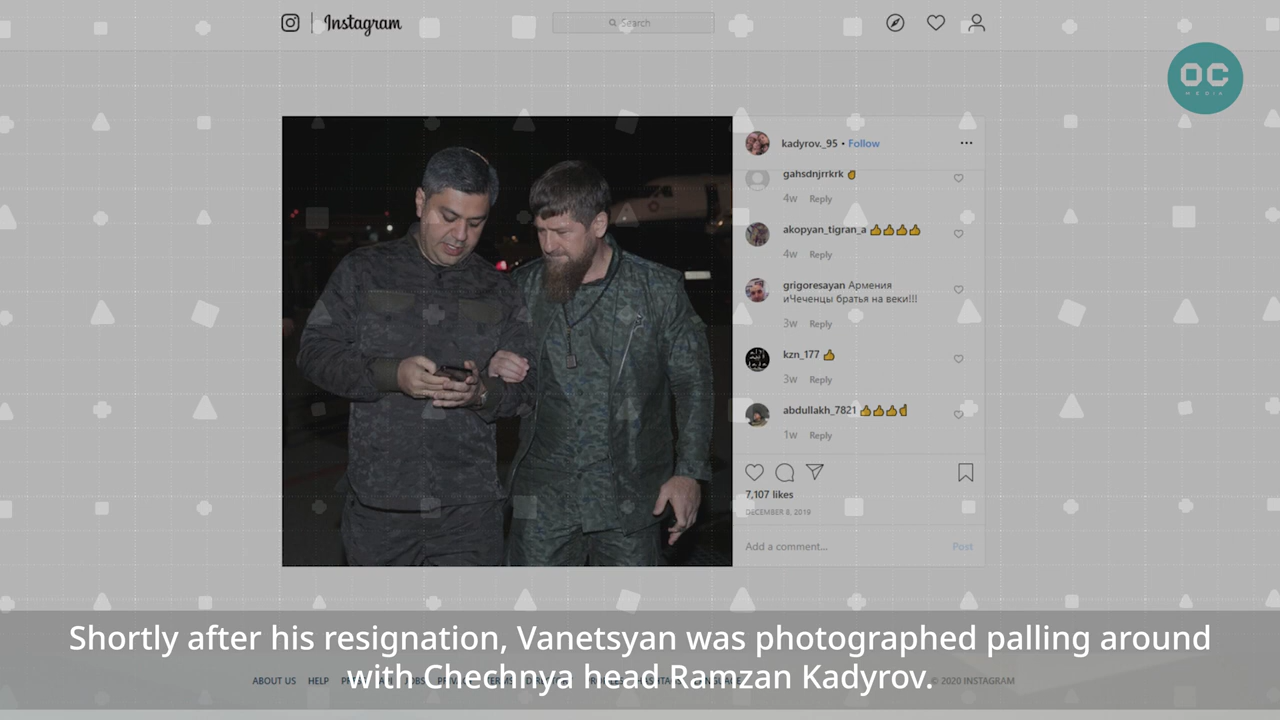 Instagram
Search
OC
MEDIA
kadyrov._95 • Follow
gahsdnjrrkrk
4w Reply
akopyan_tigran_a
4w Reply
grigoresayan Армения
иЧеченцы братья на веки!!!
3w Reply
kzn_177
3w Reply
abdullakh_7821
1w Reply
7,107 likes
DECEMBER 8, 2019
Add a comment... Post
Shortly after his resignation, Vanetsyan was photographed palling around
with Chechnya head Ramzan Kadyrov.
ABOUT US HELP © 2020 INSTAGRAM